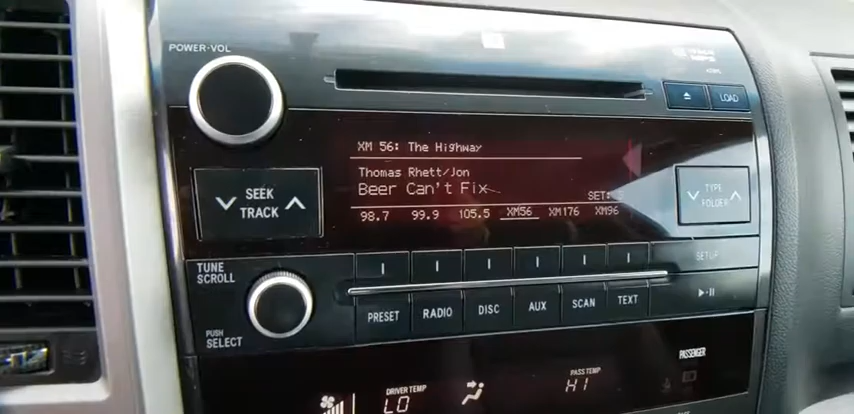 POWER·VOL
LOAD
XM 56: The Highway
Thomas Rhett/Jon
Beer Can't Fix
SET:
98.7 99.9 105.5 XM56 XM176 XM96
SEEK
TRACK
TYPE
FOLDER
TUNE
SCROLL
SETUP
PRESET RADIO DISC AUX SCAN TEXT
PUSH
SELECT
PASSENGER
DRIVER TEMP
LO
PASS TEMP
HI